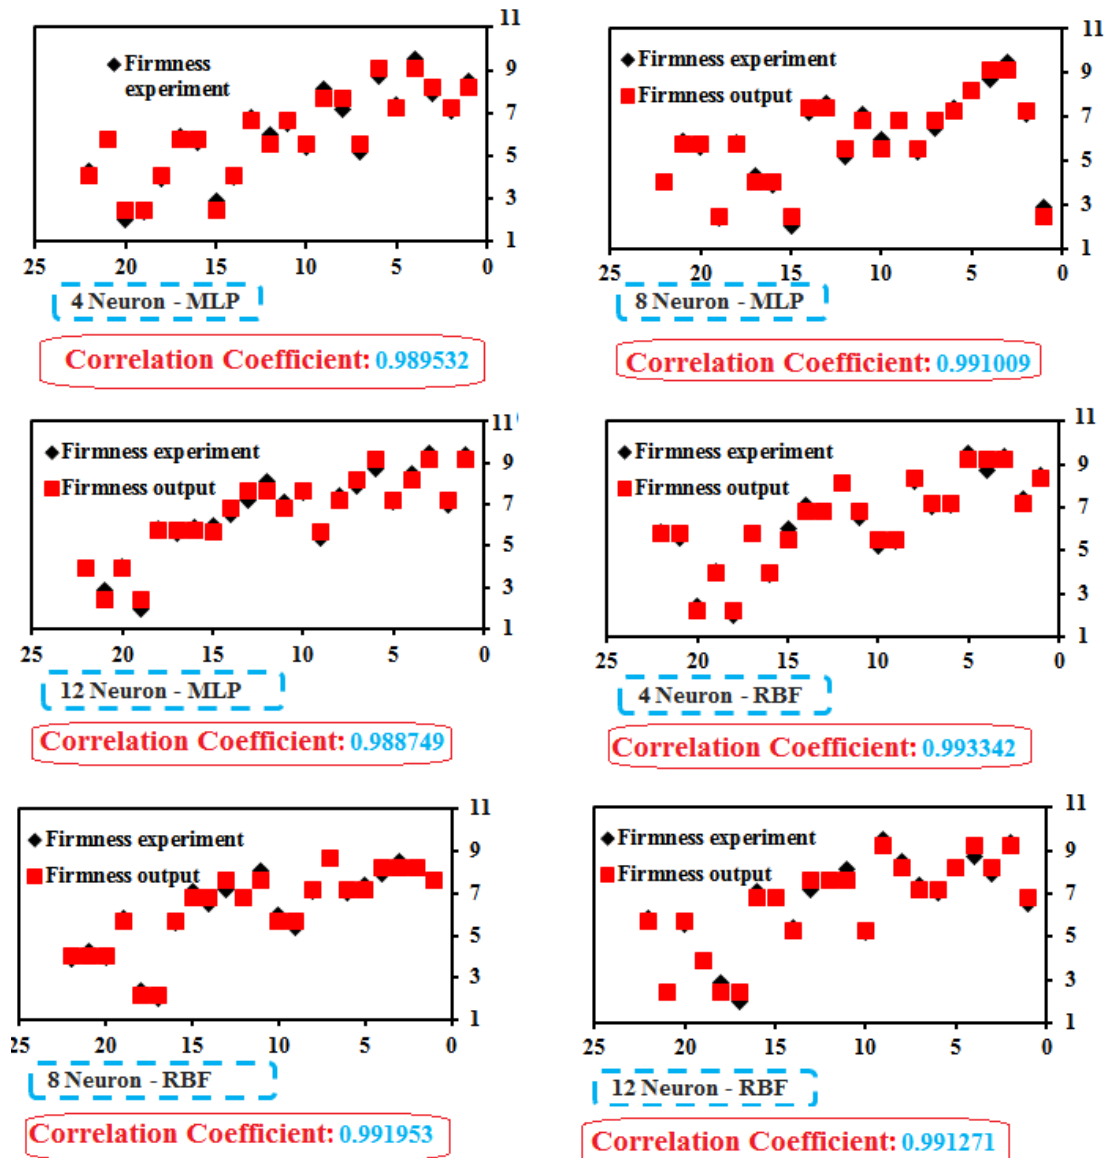 11
Firmness
experiment
9
7
5
3
1
25 20 15 10 5 0
4 Neuron - MLP
Correlation Coefficient: 0.989532
11
Firmness experiment
9
Firmness output
7
5
3
1
25 20 15 10 5 0
8 Neuron - MLP
Correlation Coefficient: 0.991009
11
Firmness experiment
9
Firmness output
7
5
3
1
25 20 15 10 5 0
12 Neuron - MLP
Correlation Coefficient: 0.988749
11
Firmness experiment
9
Firmness output
7
5
3
1
25 20 15 10 5 0
4 Neuron - RBF
Correlation Coefficient: 0.993342
11
Firmness experiment
9
Firmness output
7
5
3
1
25 20 15 10 5 0
8 Neuron - RBF
Correlation Coefficient: 0.991953
11
Firmness experiment
9
Firmness output
7
5
3
1
25 20 15 10 5 0
12 Neuron - RBF
Correlation Coefficient: 0.991271